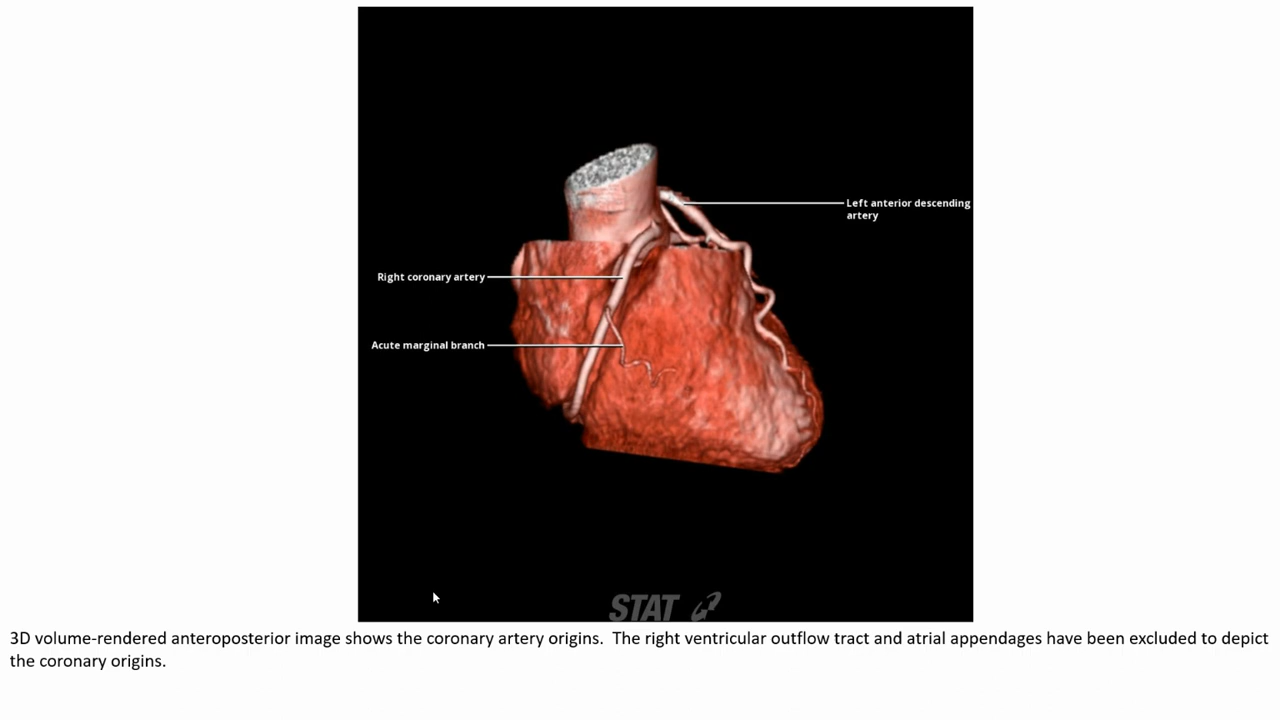 Left anterior descending
artery
Right coronary artery
Acute marginal branch
STAT
3D volume-rendered anteroposterior image shows the coronary artery origins.  The right ventricular outflow tract and atrial appendages have been excluded to depict
the coronary origins.